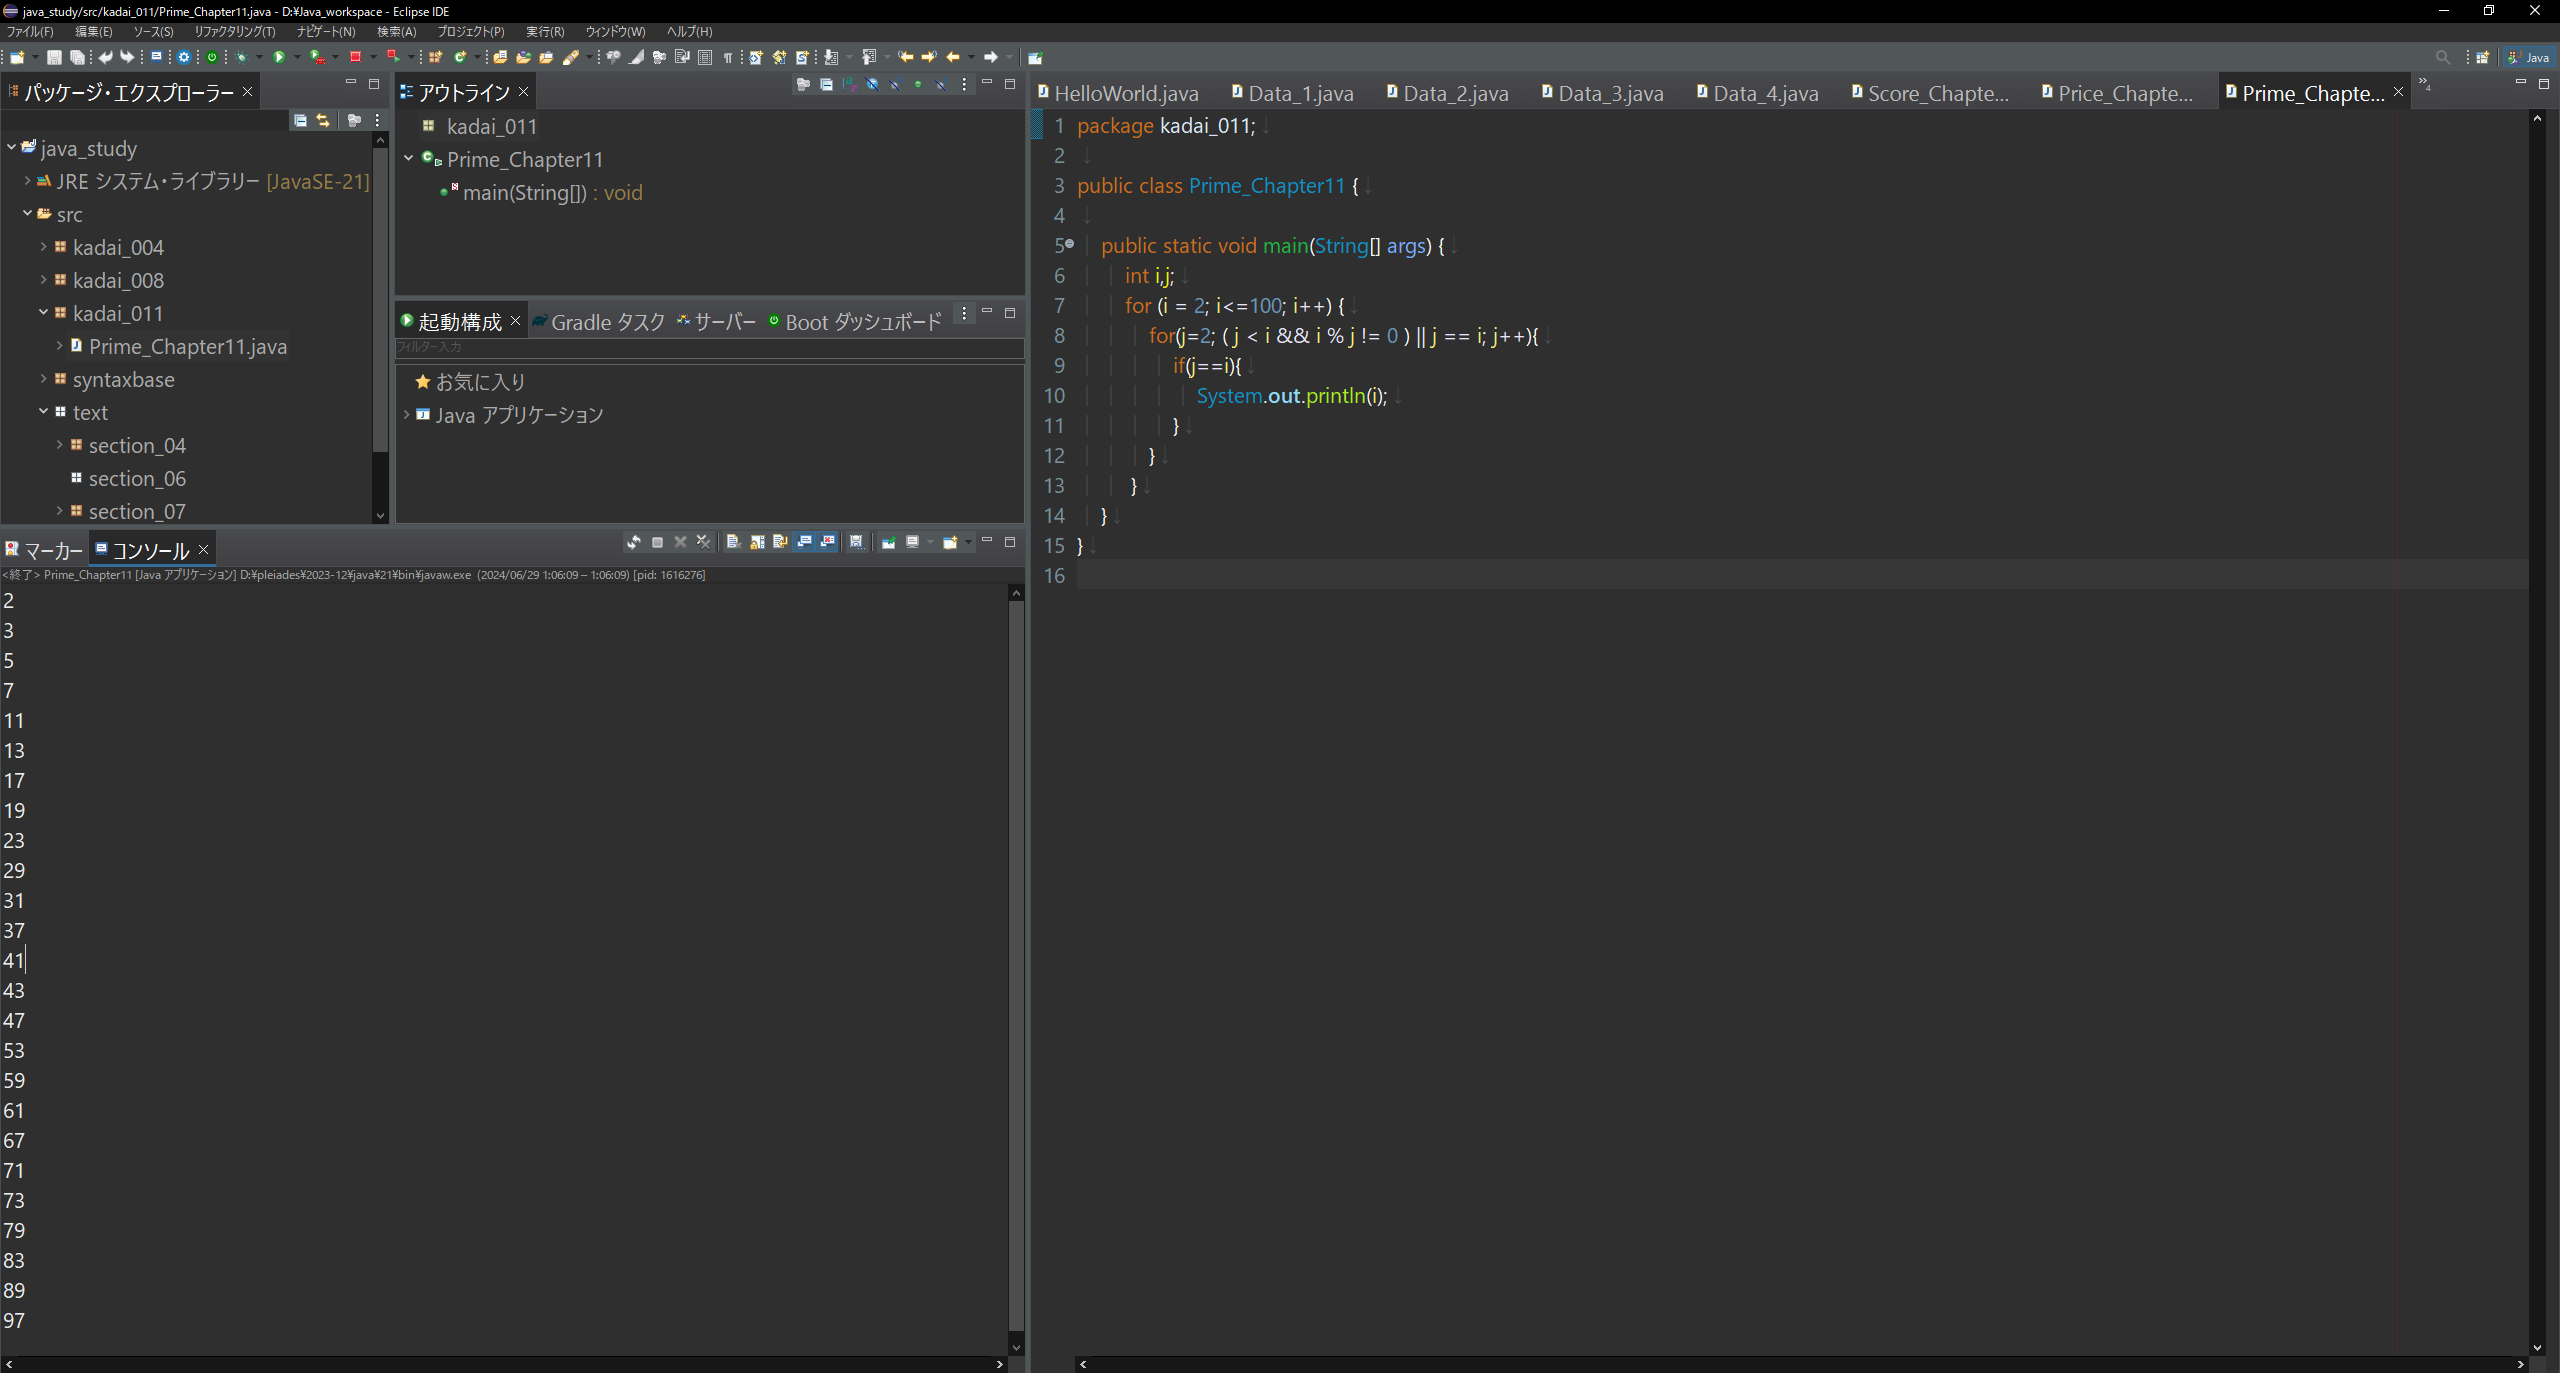 java_study/src/kadai_011/Prime_Chapter11.java - D:¥Java_workspace - Eclipse IDE
ファイル(F) 編集(E) ソース(S) リファクタリング(T) ナビゲート(N) 検索(A) プロジェクト(P) 実行(R) ウィンドウ(W) ヘルプ(H)
Java
パッケージ・エクスプローラー
java_study
JRE システム・ライブラリー [JavaSE-21]
src
kadai_004
kadai_008
kadai_011
Prime_Chapter11.java
syntaxbase
text
section_04
section_06
section_07
アウトライン
kadai_011
Prime_Chapter11
main(String[]) : void
起動構成 Gradle タスク サーバー Boot ダッシュボード
フィルター入力
お気に入り
Java アプリケーション
マーカー コンソール
<終了> Prime_Chapter11 [Java アプリケーション] D:¥pleiades¥2023-12¥java¥21¥bin¥javaw.exe (2024/06/29 1:06:09 – 1:06:09) [pid: 1616276]
2
3
5
7
11
13
17
19
23
29
31
37
41
43
47
53
59
61
67
71
73
79
83
89
97
HelloWorld.java Data_1.java Data_2.java Data_3.java Data_4.java Score_Chapte... Price_Chapte... Prime_Chapte... »4
1 package kadai_011;
2
3 public class Prime_Chapter11 {
4
5 public static void main(String[] args) {
6 int i,j;
7 for (i = 2; i<=100; i++) {
8 for(j=2; ( j < i && i % j != 0 ) || j == i; j++){
9 if(j==i){
10 System.out.println(i);
11 }
12 }
13 }
14 }
15 }
16